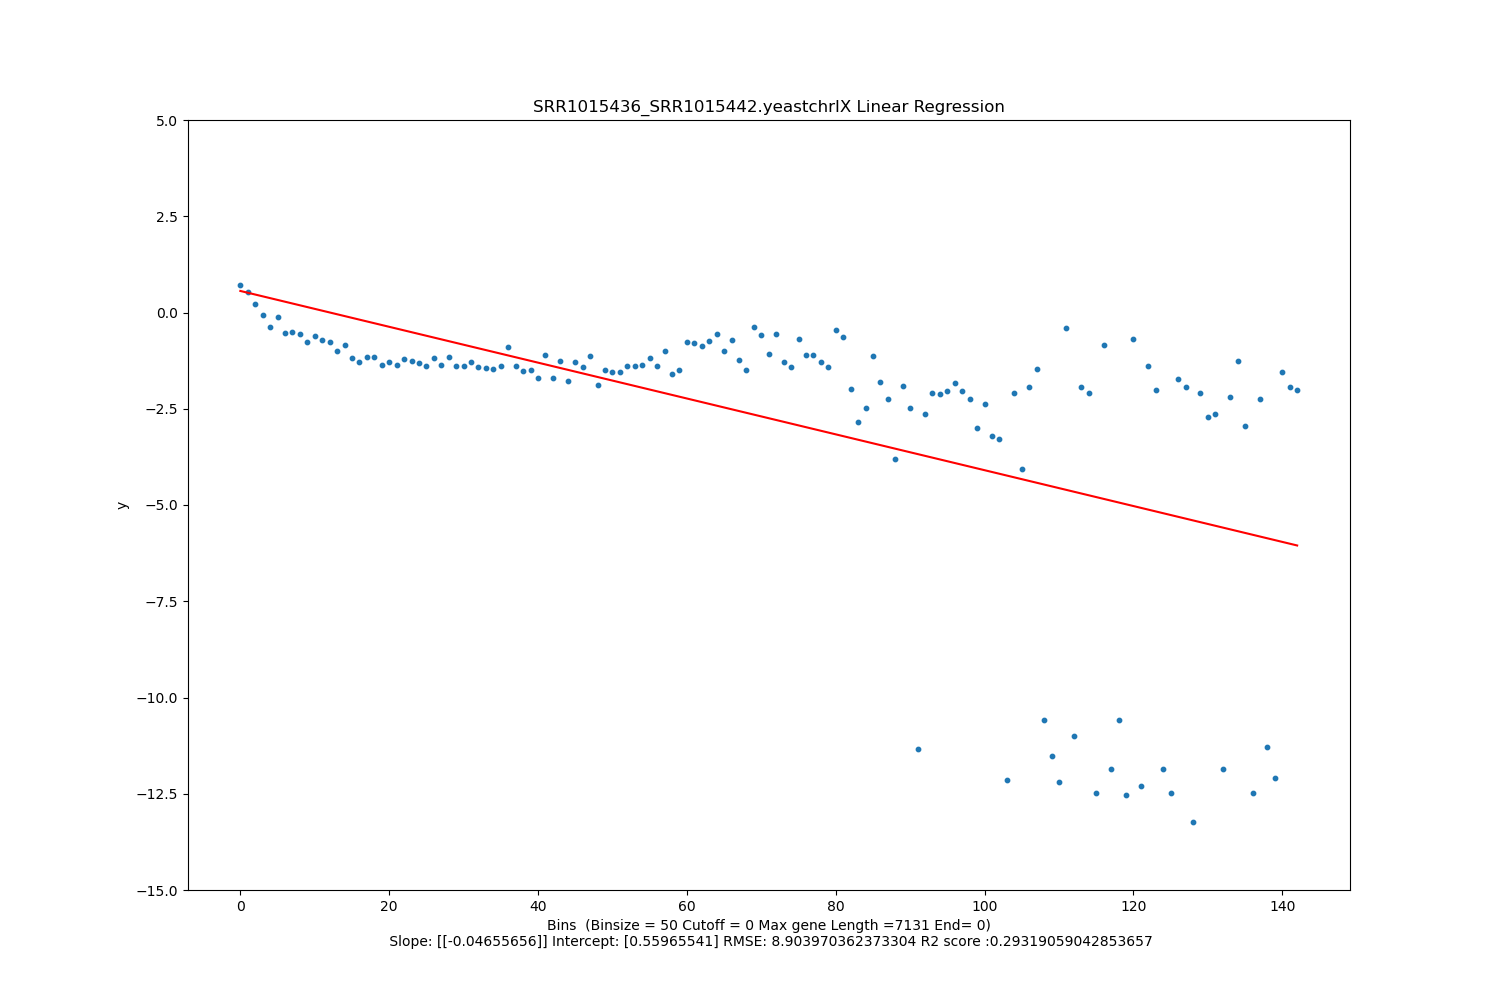 SRR1015436_SRR1015442.yeastchrIX Linear Regression
5.0
2.5
0.0
−2.5
−5.0
−7.5
−10.0
−12.5
−15.0
y
0 20 40 60 80 100 120 140
Bins  (Binsize = 50 Cutoff = 0 Max gene Length =7131 End= 0)
Slope: [[-0.04655656]] Intercept: [0.55965541] RMSE: 8.903970362373304 R2 score :0.29319059042853657